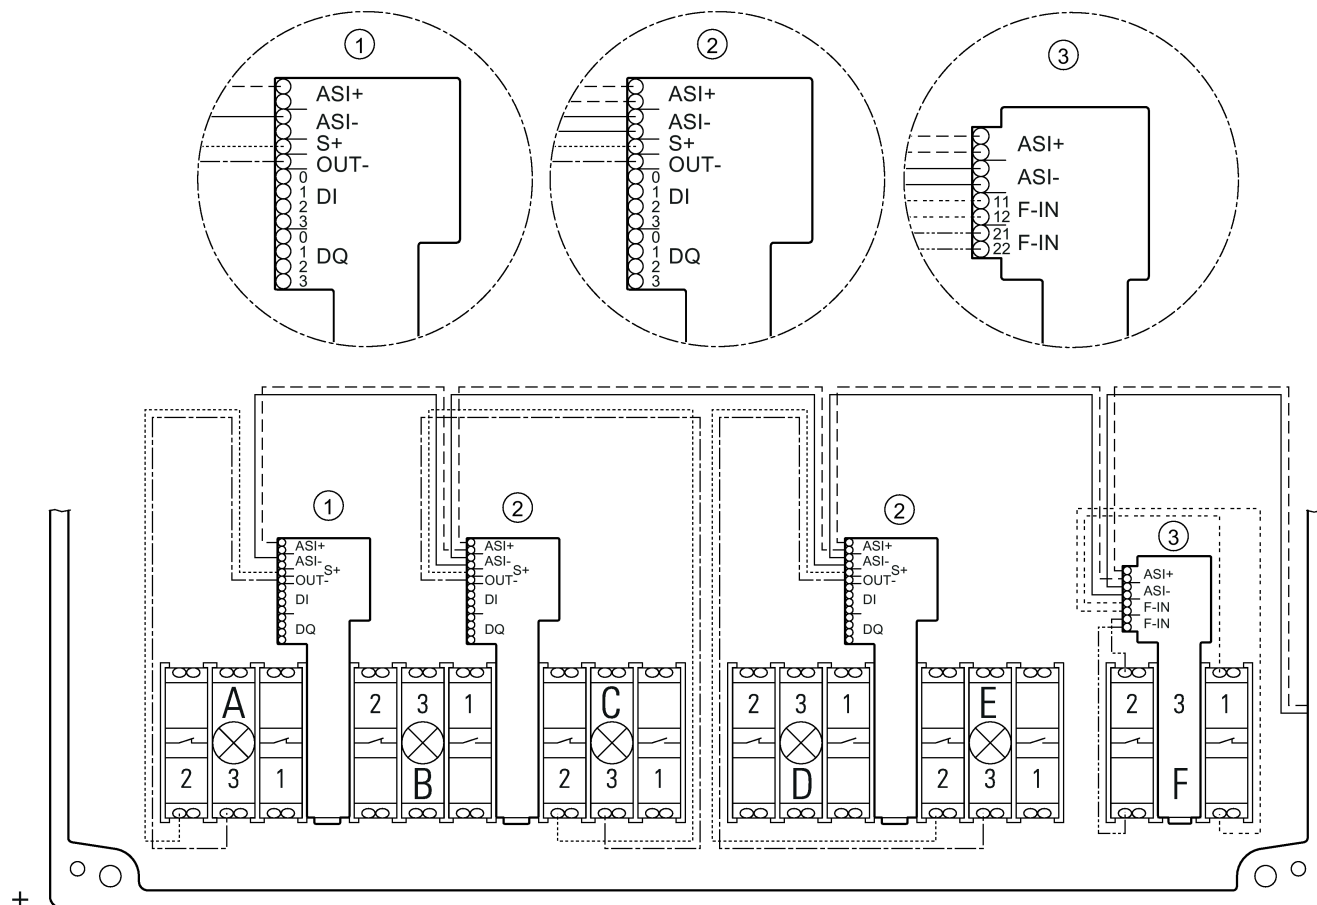 1 2 3
ASI+
ASI-
S+
OUT-
0
1 DI
2
3
0
1 DQ
2
3
ASI+
ASI-
S+
OUT-
0
1 DI
2
3
0
1 DQ
2
3
ASI+
ASI-
11 F-IN
12
21 F-IN
22
1 2 2 3
ASI+
ASI-
S+
OUT-
DI
DQ
ASI+
ASI-
S+
OUT-
DI
DQ
ASI+
ASI-
S+
OUT-
DI
DQ
ASI+
ASI-
F-IN
F-IN
A 2 3 1 C 2 3 1 E 2 3 1
2 3 1 B 2 3 1 D 2 3 1 F
+